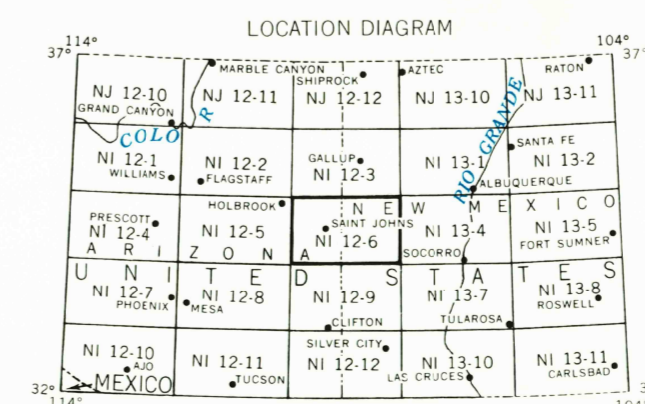 LOCATION DIAGRAM
114° 104°
37° 37°
MARBLE CANYON AZTEC RATON
SHIPROCK
NJ 12-10 NJ 12-11 NJ 12-12 NJ 13-10 NJ 13-11
GRAND CANYON
COLO R
RIO GRANDE
SANTA FE
NI 12-1 NI 12-2 GALLUP NI 13-1 NI 13-2
WILLIAMS FLAGSTAFF NI 12-3 ALBUQUERQUE
HOLBROOK NEW MEXICO
PRESCOTT SAINT JOHNS
NI 12-4 NI 12-5 NI 12-6 NI 13-4 NI 13-5
ARIZONA SOCORRO FORT SUMNER
UNITED STATES
NI 12-7 NI 12-8 NI 12-9 NI 13-7 NI 13-8
PHOENIX MESA ROSWELL
CLIFTON TULAROSA
SILVER CITY
NI 12-10 NI 12-11 NI 12-12 NI 13-10 NI 13-11
AJO TUCSON LAS CRUCES CARLSBAD
MEXICO
32°
114°